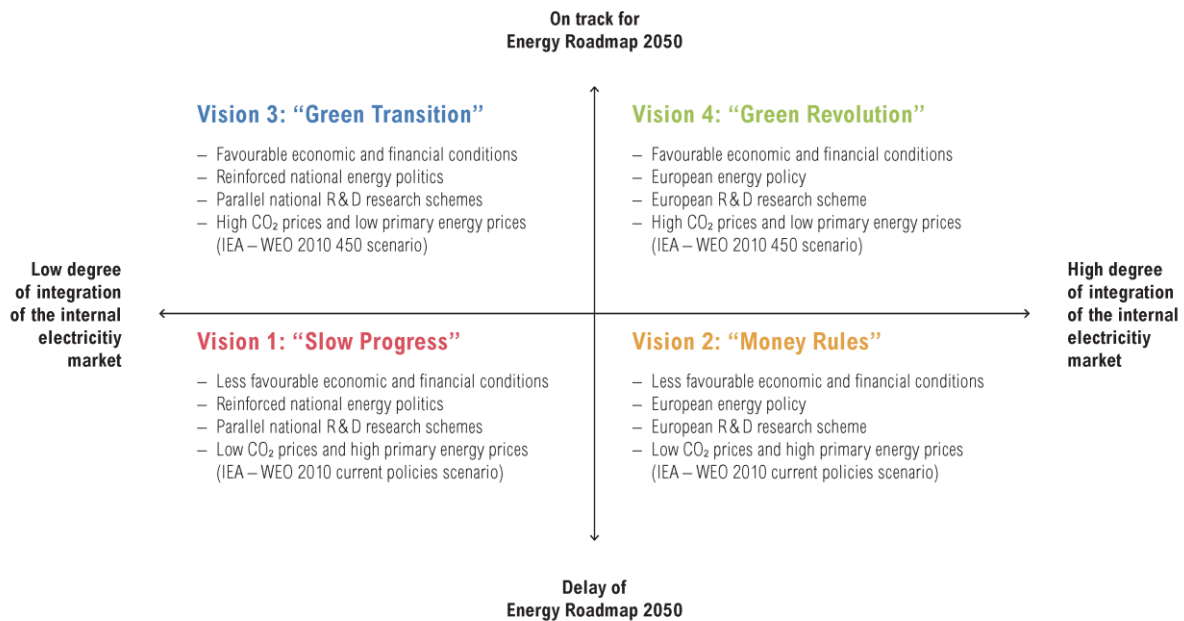 On track for
Energy Roadmap 2050
Vision 3: “Green Transition”
– Favourable economic and financial conditions
– Reinforced national energy politics
– Parallel national R & D research schemes
– High CO₂ prices and low primary energy prices
(IEA – WEO 2010 450 scenario)
Vision 4: “Green Revolution”
– Favourable economic and financial conditions
– European energy policy
– European R & D research scheme
– High CO₂ prices and low primary energy prices
(IEA – WEO 2010 450 scenario)
Low degree
of integration
of the internal
electricitiy
market
High degree
of integration
of the internal
electricitiy
market
Vision 1: “Slow Progress”
– Less favourable economic and financial conditions
– Reinforced national energy politics
– Parallel national R & D research schemes
– Low CO₂ prices and high primary energy prices
(IEA – WEO 2010 current policies scenario)
Vision 2: “Money Rules”
– Less favourable economic and financial conditions
– European energy policy
– European R & D research scheme
– Low CO₂ prices and high primary energy prices
(IEA – WEO 2010 current policies scenario)
Delay of
Energy Roadmap 2050